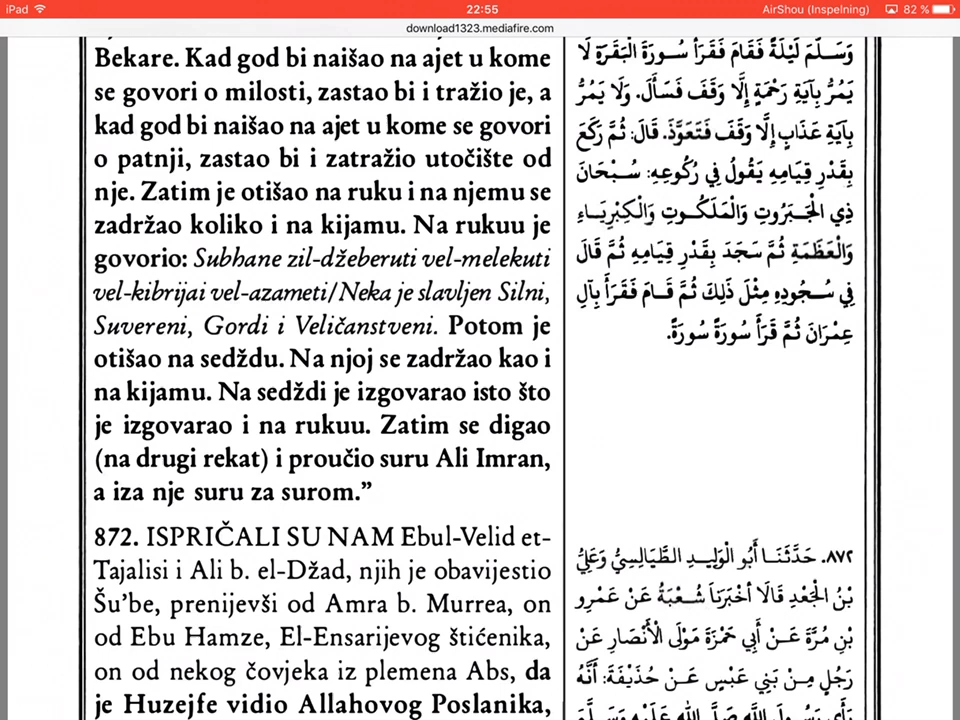 iPad 22:55 AirShou (Inspelning) 82 %
download1323.mediafire.com
Bekare. Kad god bi naišao na ajet u kome
se govori o milosti, zastao bi i tražio je, a
kad god bi naišao na ajet u kome se govori
o patnji, zastao bi i zatražio utočište od
nje. Zatim je otišao na ruku i na njemu se
zadržao koliko i na kijamu. Na rukuu je
govorio: Subhane zil-džeberuti vel-melekuti
vel-kibrijai vel-azameti/Neka je slavljen Silni,
Suvereni, Gordi i Veličanstveni. Potom je
otišao na sedždu. Na njoj se zadržao kao i
na kijamu. Na sedždi je izgovarao isto što
je izgovarao i na rukuu. Zatim se digao
(na drugi rekat) i proučio suru Ali Imran,
a iza nje suru za surom.”
872. ISPRIČALI SU NAM Ebul-Velid et-
Tajalisi i Ali b. el-Džad, njih je obavijestio
Šu’be, prenijevši od Amra b. Murrea, on
od Ebu Hamze, El-Ensarijevog štićenika,
on od nekog čovjeka iz plemena Abs, da
je Huzejfe vidio Allahovog Poslanika,
وَسَلَّمَ لَيْلَةً فَقَامَ فَقَرَأَ سُورَةَ الْبَقَرَةِ لَا
يَمُرُّ بِآيَةِ رَحْمَةٍ إِلَّا وَقَفَ فَسَأَلَ. وَلَا يَمُرُّ
بِآيَةِ عَذَابٍ إِلَّا وَقَفَ فَتَعَوَّذَ. قَالَ: ثُمَّ رَكَعَ
بِقَدْرِ قِيَامِهِ يَقُولُ فِي رُكُوعِهِ: سُبْحَانَ
ذِي الْجَبَرُوتِ وَالْمَلَكُوتِ وَالْكِبْرِيَاءِ
وَالْعَظَمَةِ ثُمَّ سَجَدَ بِقَدْرِ قِيَامِهِ ثُمَّ قَالَ
فِي سُجُودِهِ مِثْلَ ذَلِكَ ثُمَّ قَامَ فَقَرَأَ بِآلِ
عِمْرَانَ ثُمَّ قَرَأَ سُورَةً سُورَةً.
٨٧٢. حَدَّثَنَا أَبُو الْوَلِيدِ الطَّيَالِسِيُّ وَعَلِيُّ
بْنُ الْجَعْدِ قَالَا أَخْبَرَنَا شُعْبَةُ عَنْ عَمْرِو
بْنِ مُرَّةَ عَنْ أَبِي حَمْزَةَ مَوْلَى الْأَنْصَارِ عَنْ
رَجُلٍ مِنْ بَنِي عَبْسٍ عَنْ حُذَيْفَةَ: أَنَّهُ
رَأَى رَسُولَ اللَّهِ صَلَّى اللَّهُ عَلَيْهِ وَسَلَّمَ